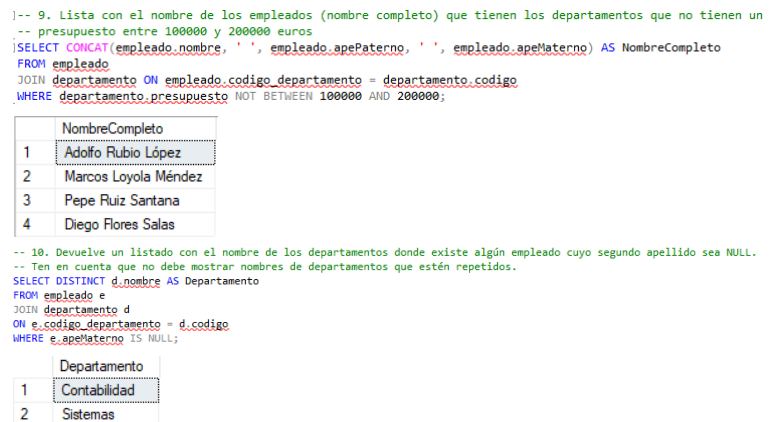 -- 9. Lista con el nombre de los empleados (nombre completo) que tienen los departamentos que no tienen un
-- presupuesto entre 100000 y 200000 euros
SELECT CONCAT(empleado.nombre, ' ', empleado.apePaterno, ' ', empleado.apeMaterno) AS NombreCompleto
FROM empleado
JOIN departamento ON empleado.codigo_departamento = departamento.codigo
WHERE departamento.presupuesto NOT BETWEEN 100000 AND 200000;
NombreCompleto
1 Adolfo Rubio López
2 Marcos Loyola Méndez
3 Pepe Ruiz Santana
4 Diego Flores Salas
-- 10. Devuelve un listado con el nombre de los departamentos donde existe algún empleado cuyo segundo apellido sea NULL.
-- Ten en cuenta que no debe mostrar nombres de departamentos que estén repetidos.
SELECT DISTINCT d.nombre AS Departamento
FROM empleado e
JOIN departamento d
ON e.codigo_departamento = d.codigo
WHERE e.apeMaterno IS NULL;
Departamento
1 Contabilidad
2 Sistemas